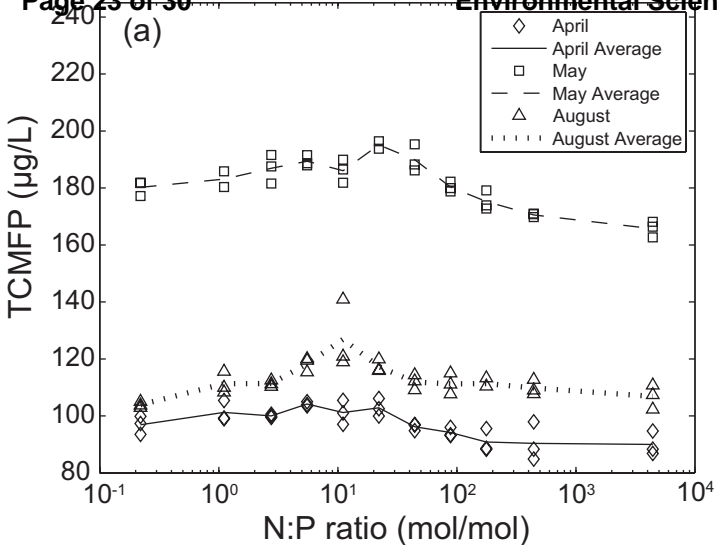 Page 23 of 30
Environmental Scien
(a)
April
April Average
May
May Average
August
August Average
TCMFP (µg/L)
240
220
200
180
160
140
120
100
80
10-1
100
101
102
103
104
N:P ratio (mol/mol)